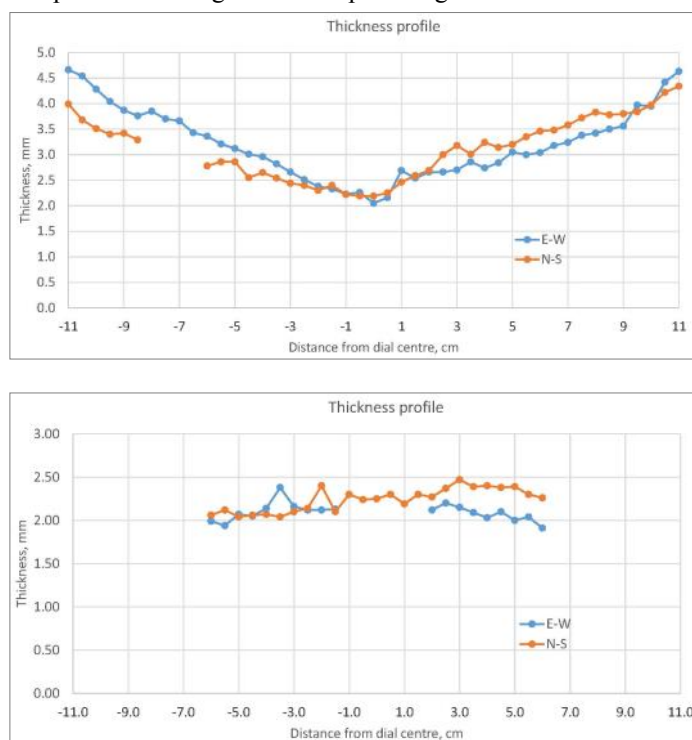 Thickness profile
5.0
4.5
4.0
3.5
3.0
2.5
2.0
1.5
1.0
0.5
0.0
Thickness, mm
E-W
N-S
-11 -9 -7 -5 -3 -1 1 3 5 7 9 11
Distance from dial centre, cm
Thickness profile
3.00
2.50
2.00
1.50
1.00
0.50
0.00
Thickness, mm
E-W
N-S
-11.0 -9.0 -7.0 -5.0 -3.0 -1.0 1.0 3.0 5.0 7.0 9.0 11.0
Distance from dial centre, cm